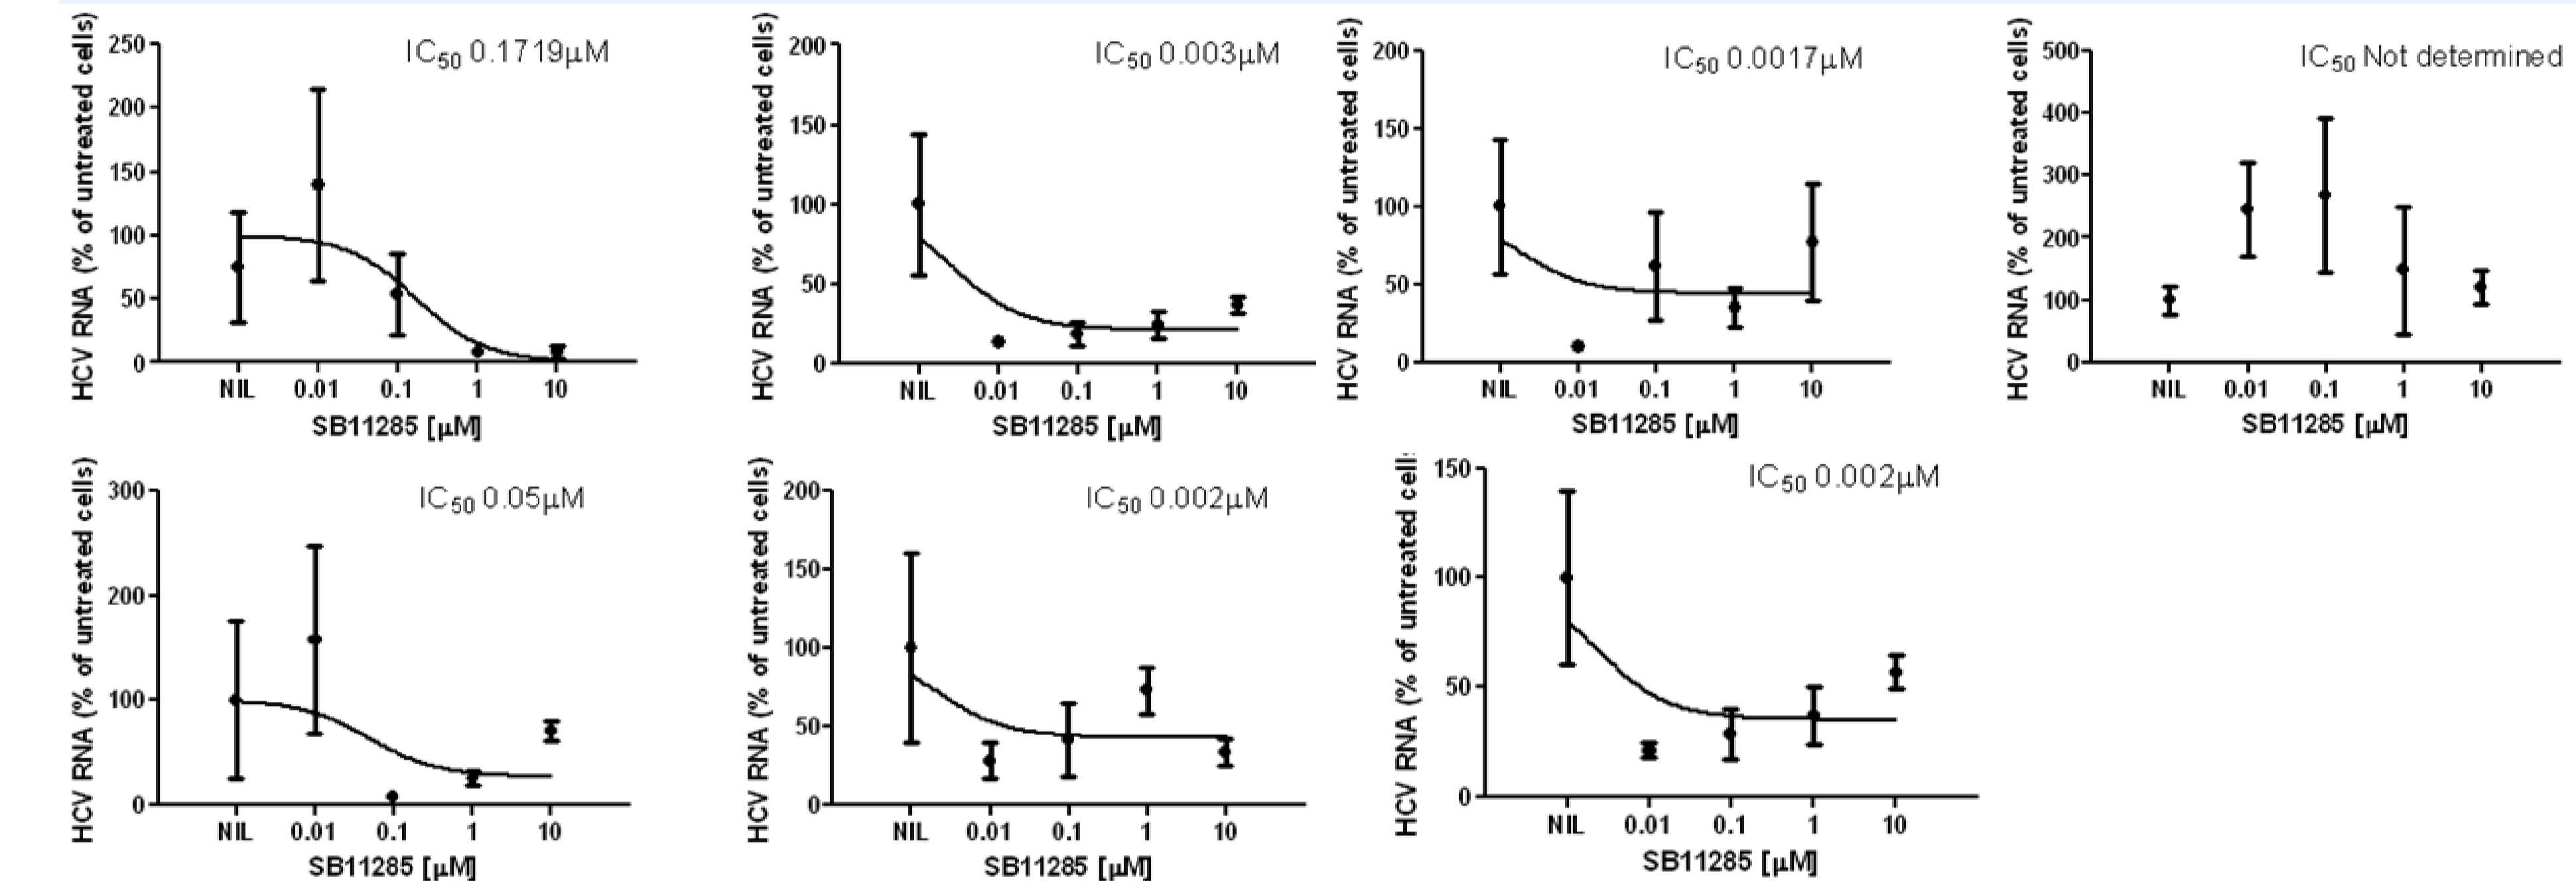 HCV RNA (% of untreated cells)
250
200
150
100
50
0
IC50 0.1719μM
NIL 0.01 0.1 1 10
SB11285 [μM]
HCV RNA (% of untreated cells)
200
150
100
50
0
IC50 0.003μM
NIL 0.01 0.1 1 10
SB11285 [μM]
HCV RNA (% of untreated cells)
200
150
100
50
0
IC50 0.0017μM
NIL 0.01 0.1 1 10
SB11285 [μM]
HCV RNA (% of untreated cells)
500
400
300
200
100
0
IC50 Not determined
NIL 0.01 0.1 1 10
SB11285 [μM]
HCV RNA (% of untreated cells)
300
200
100
0
IC50 0.05μM
NIL 0.01 0.1 1 10
SB11285 [μM]
HCV RNA (% of untreated cells)
200
150
100
50
0
IC50 0.002μM
NIL 0.01 0.1 1 10
SB11285 [μM]
HCV RNA (% of untreated cell
150
100
50
0
IC50 0.002μM
NIL 0.01 0.1 1 10
SB11285 [μM]